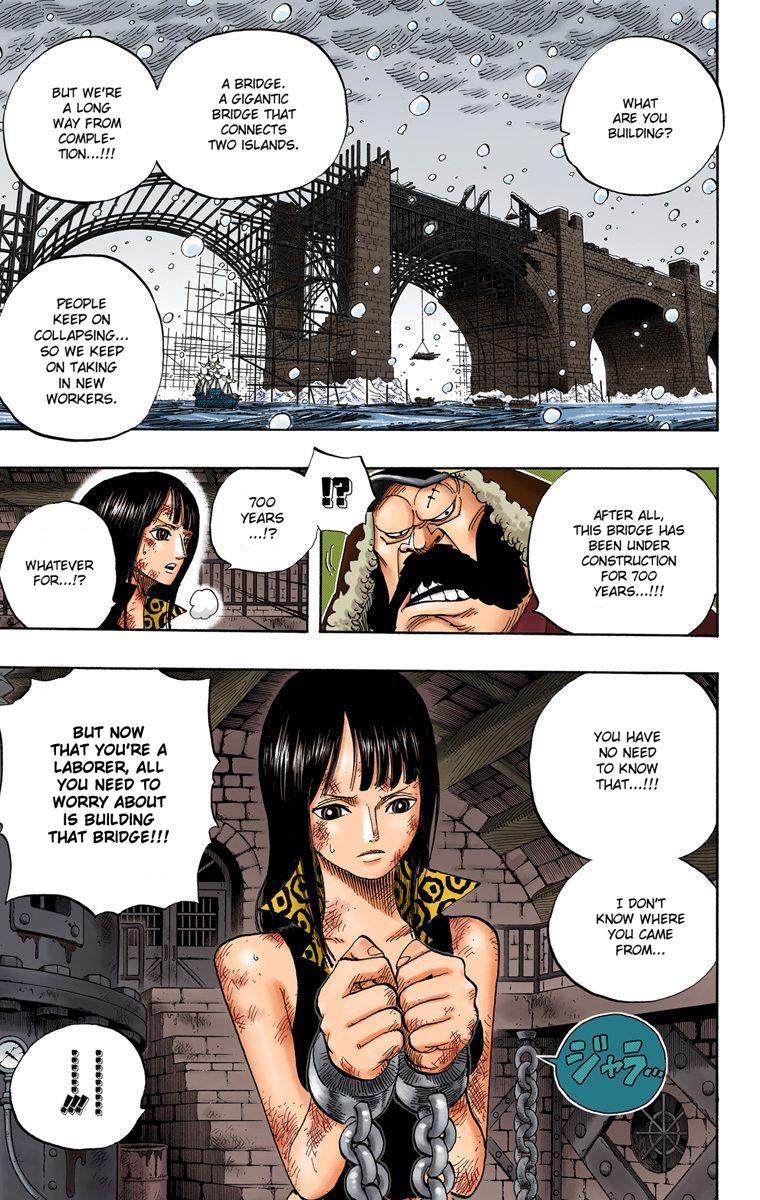 WHAT
ARE YOU
BUILDING?
A BRIDGE.
A GIGANTIC
BRIDGE THAT
CONNECTS
TWO ISLANDS.
BUT WE'RE
A LONG
WAY FROM
COMPLE-
TION...!!!
PEOPLE
KEEP ON
COLLAPSING...
SO WE KEEP
ON TAKING
IN NEW
WORKERS.
AFTER ALL,
THIS BRIDGE HAS
BEEN UNDER
CONSTRUCTION
FOR 700
YEARS...!!!
!?
700
YEARS
...!?
WHATEVER
FOR...!?
YOU HAVE
NO NEED
TO KNOW
THAT...!!!
I DON'T
KNOW WHERE
YOU CAME
FROM...
BUT NOW
THAT YOU'RE A
LABORER, ALL
YOU NEED TO
WORRY ABOUT
IS BUILDING
THAT BRIDGE!!!
ジャラ...
......!!!